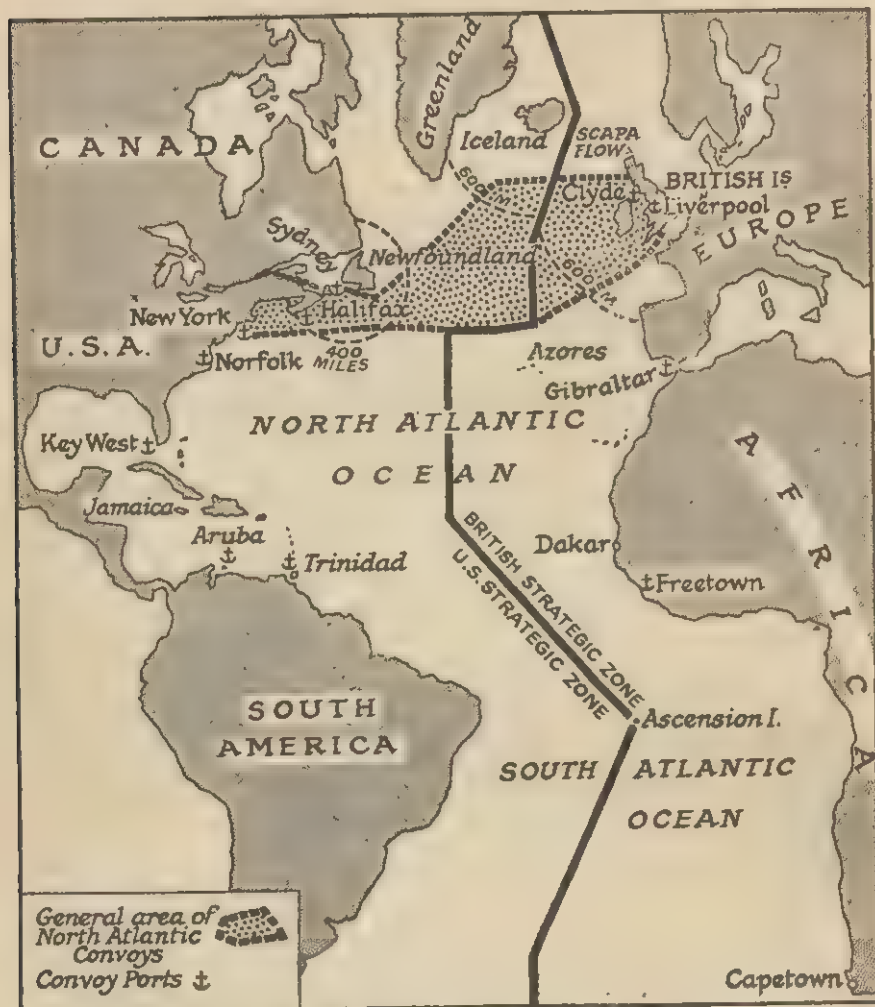 Greenland
Iceland
SCAPA
FLOW
CANADA
600 M
Clyde
BRITISH IS
Liverpool
EUROPE
Sydney
Newfoundland
600 M
New York
Halifax
U.S.A.
Norfolk
400
MILES
Azores
Gibraltar
NORTH ATLANTIC
OCEAN
Key West
AFRICA
Jamaica
Aruba
Trinidad
Dakar
Freetown
BRITISH STRATEGIC ZONE
U.S. STRATEGIC ZONE
SOUTH
AMERICA
Ascension I.
SOUTH ATLANTIC
OCEAN
General area of
North Atlantic
Convoys
Convoy Ports
Capetown